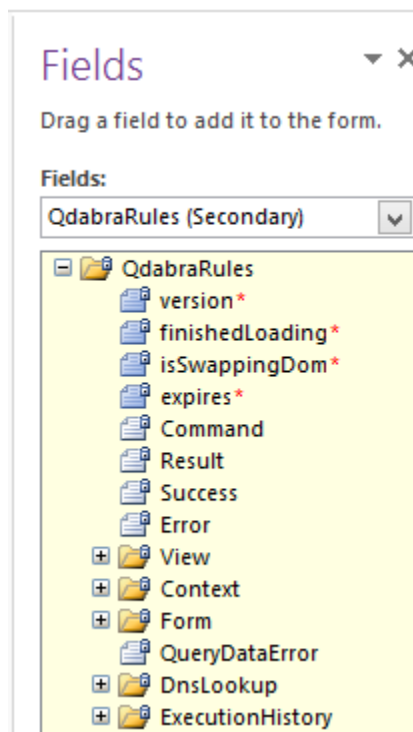 Fields
Drag a field to add it to the form.
Fields:
QdabraRules (Secondary)
QdabraRules
version*
finishedLoading*
isSwappingDom*
expires*
Command
Result
Success
Error
View
Context
Form
QueryDataError
DnsLookup
ExecutionHistory